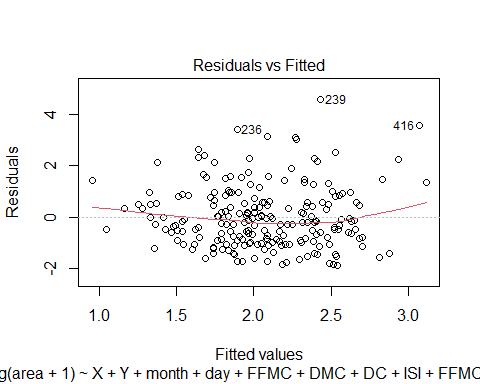 Residuals vs Fitted
Residuals
4
2
0
-2
239
236
416
1.0 1.5 2.0 2.5 3.0
Fitted values
g(area + 1) ~ X + Y + month + day + FFMC + DMC + DC + ISI + FFMC